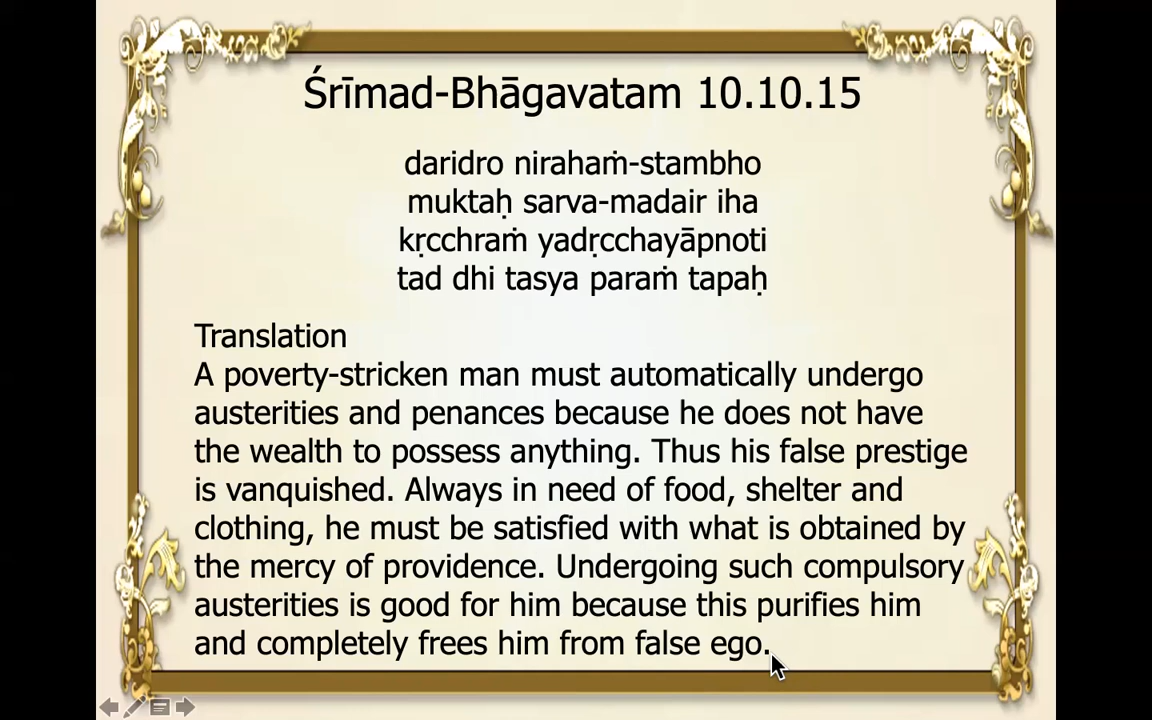 Śrīmad-Bhāgavatam 10.10.15
daridro nirahaṁ-stambho
muktaḥ sarva-madair iha
kṛcchraṁ yadṛcchayāpnoti
tad dhi tasya paraṁ tapaḥ
Translation
A poverty-stricken man must automatically undergo
austerities and penances because he does not have
the wealth to possess anything. Thus his false prestige
is vanquished. Always in need of food, shelter and
clothing, he must be satisfied with what is obtained by
the mercy of providence. Undergoing such compulsory
austerities is good for him because this purifies him
and completely frees him from false ego.